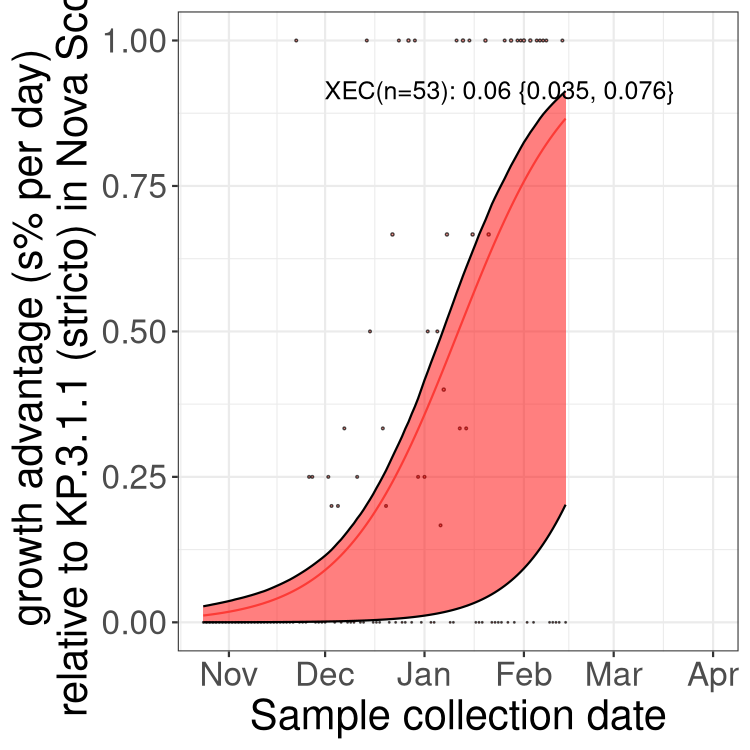 growth advantage (s% per day)
relative to KP.3.1.1 (stricto) in Nova
1.00
0.75
0.50
0.25
0.00
XEC(n=53): 0.06 {0.035, 0.076}
Nov Dec Jan Feb Mar Apr
Sample collection date